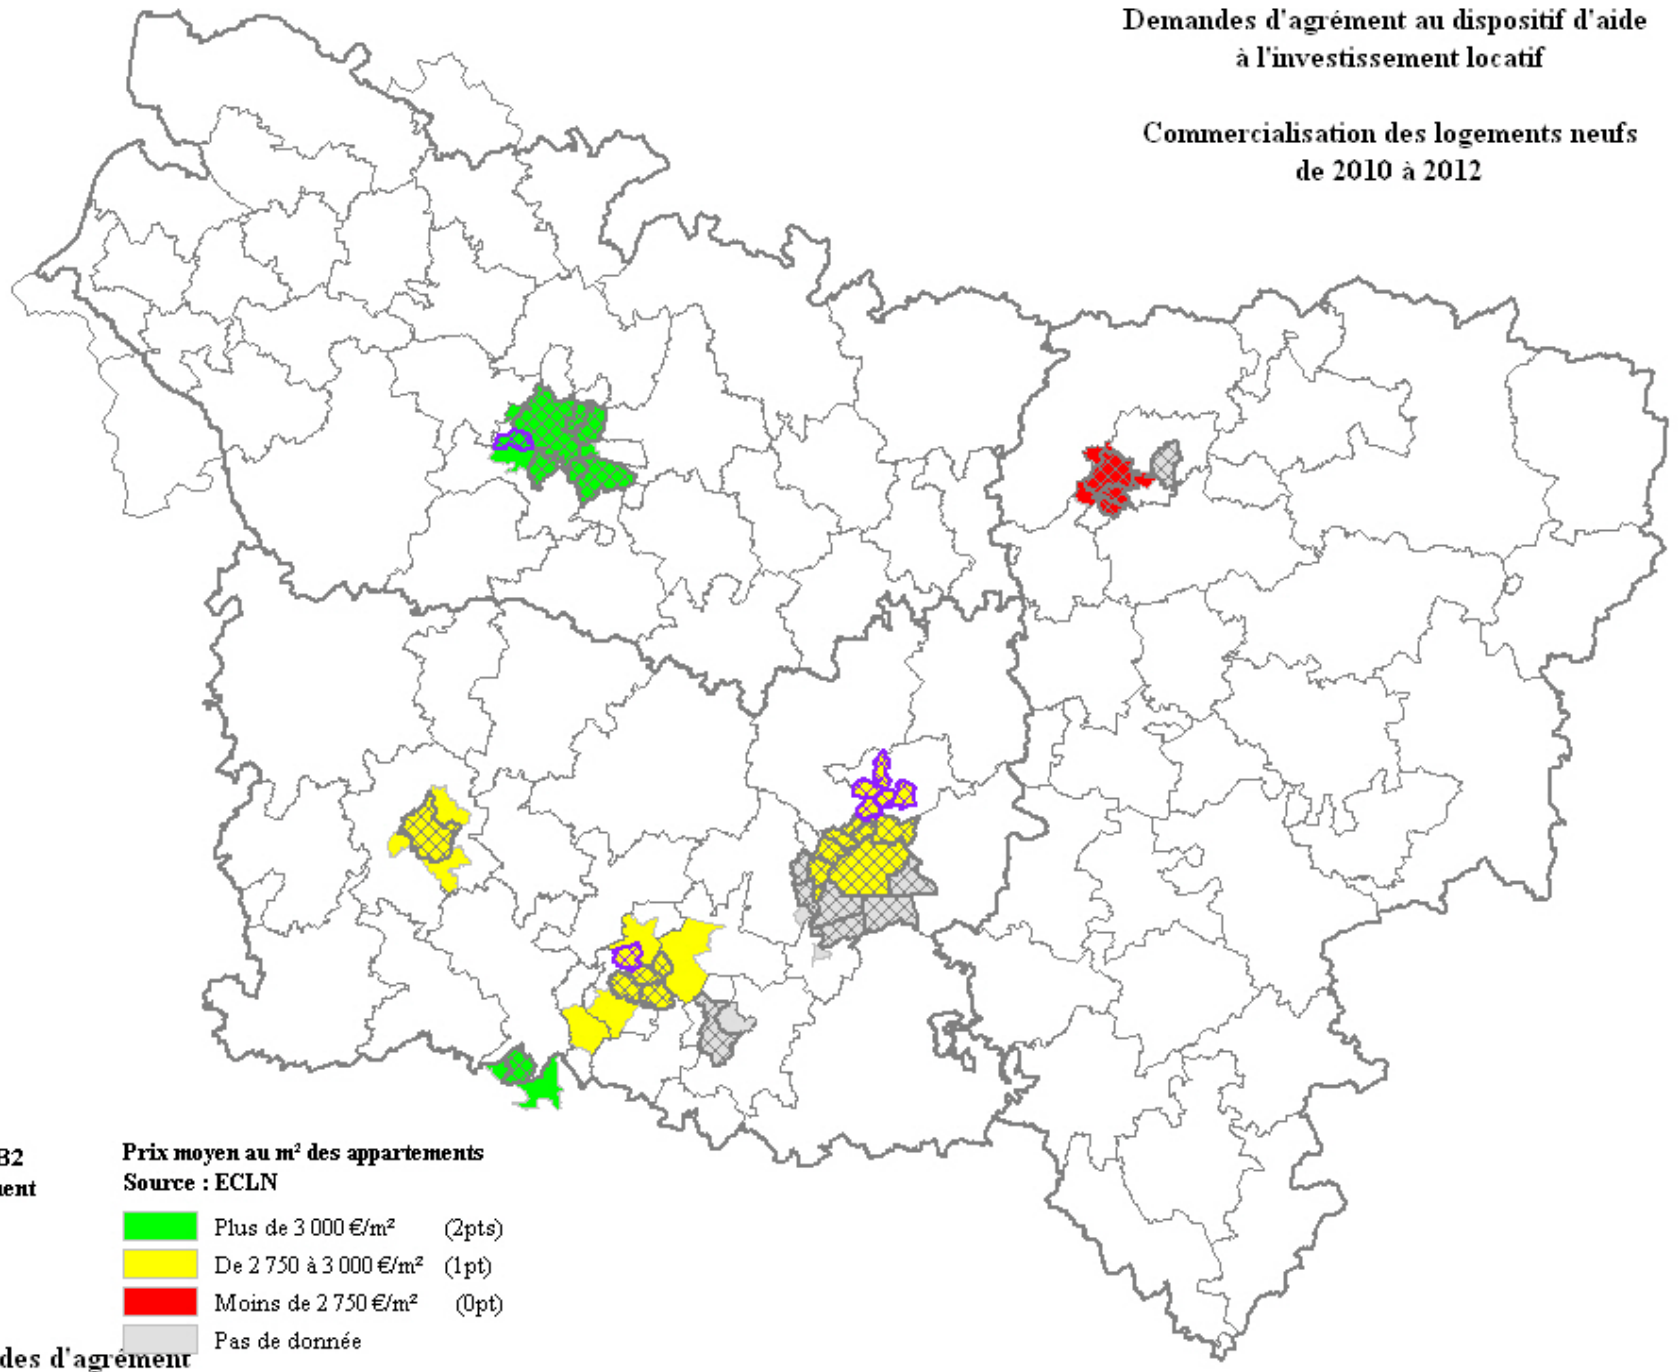 Demandes d'agrément au dispositif d'aide
à l'investissement locatif
Commercialisation des logements neufs
de 2010 à 2012
B2
Prix moyen au m² des appartements
Source : ECLN
Plus de 3 000 €/m² (2pts)
De 2 750 à 3 000 €/m² (1pt)
Moins de 2 750 €/m² (0pt)
Pas de donnée
des d'agrément